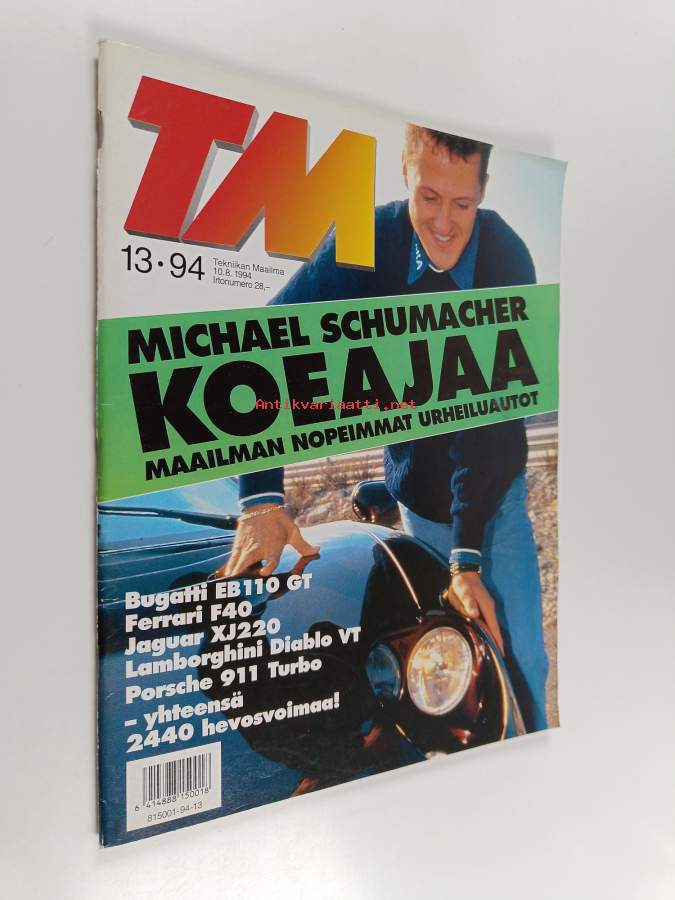 TM
13•94
Tekniikan Maailma
10.8. 1994
Irtonumero 28,–
MICHAEL SCHUMACHER
KOEAJAA
Antikvariaatti.net
MAAILMAN NOPEIMMAT URHEILUAUTOT
Bugatti EB110 GT
Ferrari F40
Jaguar XJ220
Lamborghini Diablo VT
Porsche 911 Turbo
– yhteensä
2440 hevosvoimaa!
6 414888 150018
815001-94-13